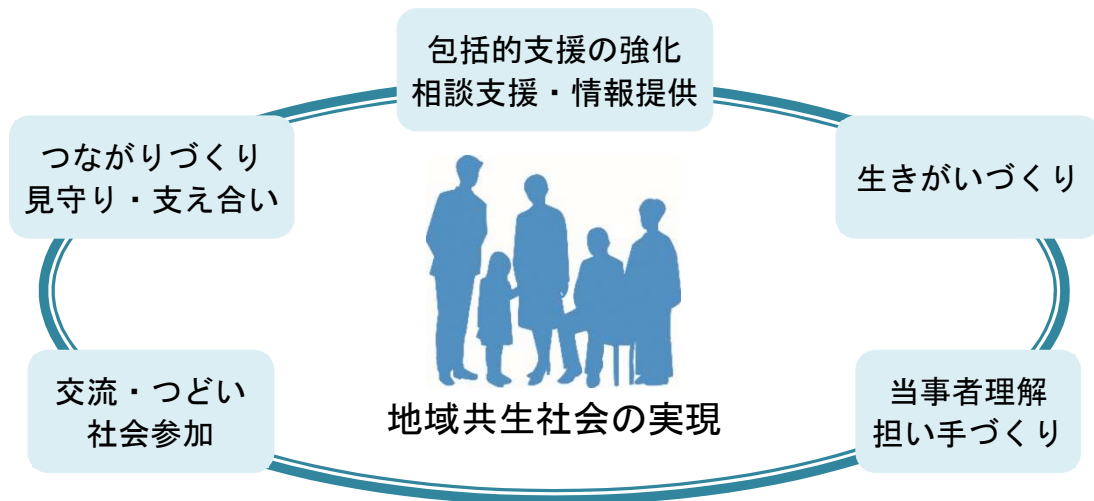 包括的支援の強化
相談支援・情報提供
つながりづくり
見守り・支え合い
生きがいづくり
交流・つどい
社会参加
地域共生社会の実現
当事者理解
担い手づくり